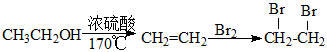 Br Br
CH₃CH₂OH 浓硫酸 170℃ CH₂=CH₂ Br₂ CH₂-CH₂